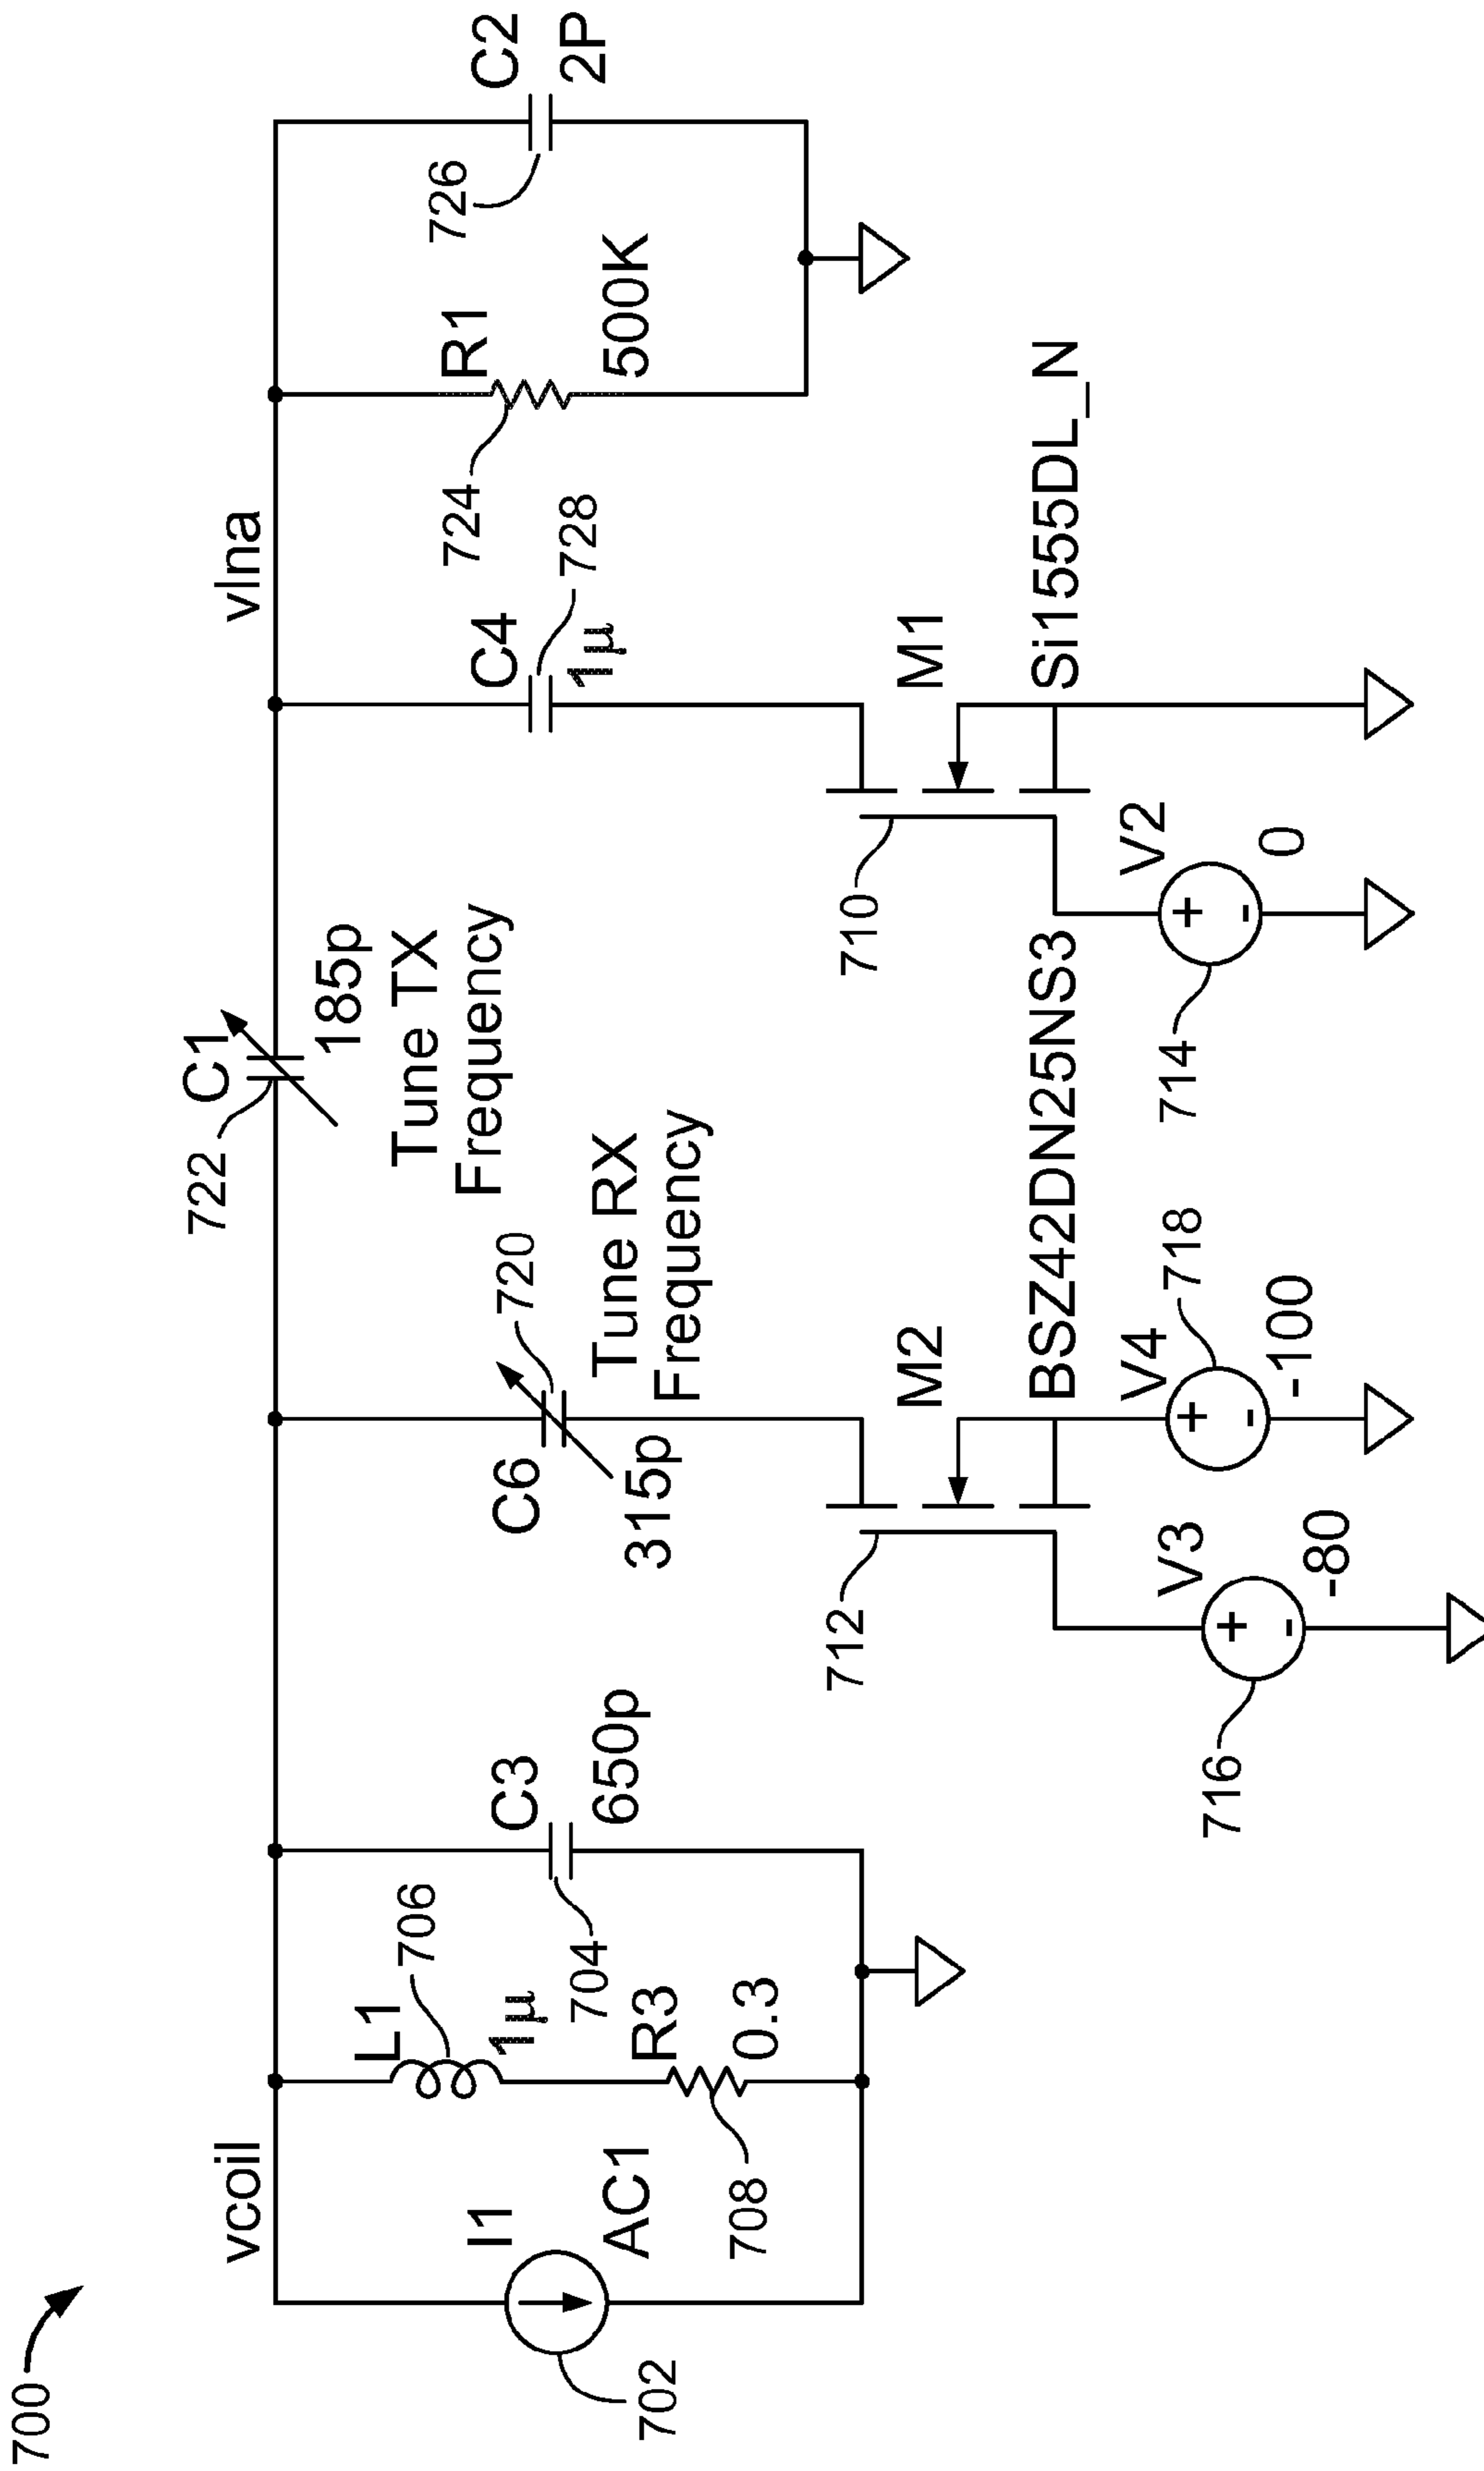 700
vcoil
I1
AC1
702
L1
1µ
706
R3
0.3
708
C3
650p
704
C6
315p
720
Tune RX
Frequency
C1
185p
722
Tune TX
Frequency
M2
BSZ42DN25NS3
712
V3
-80
716
V4
-100
718
vlna
C4
1µ
728
M1
Si1555DL_N
710
V2
0
714
R1
500K
724
C2
2P
726
+
-
+
-
+
-